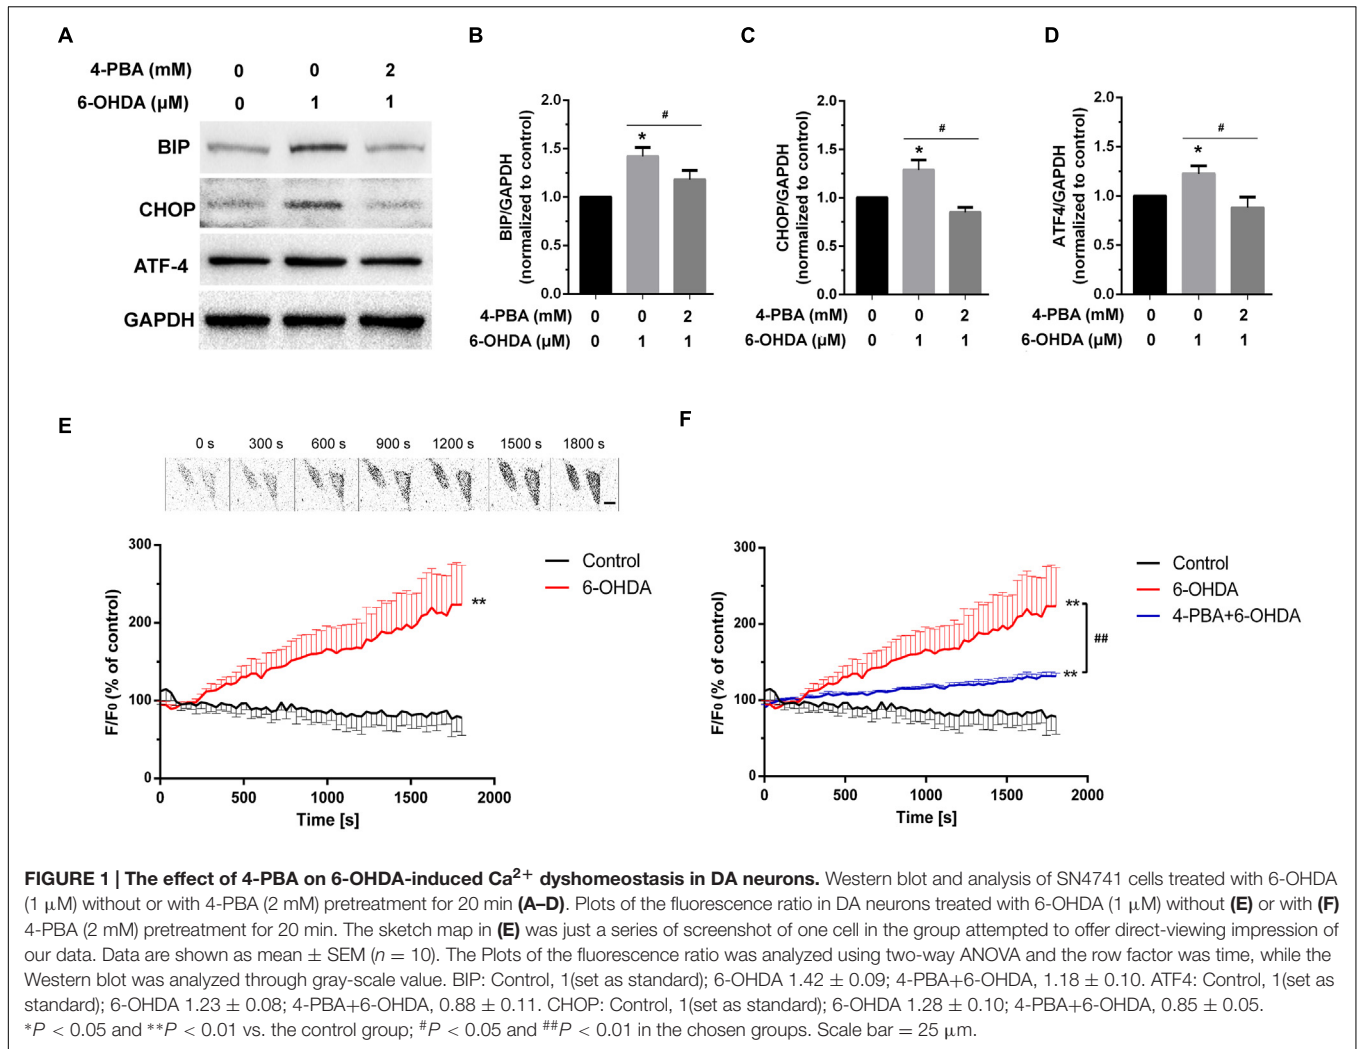 A
4-PBA (mM) 0 0 2
6-OHDA (µM) 0 1 1
BIP
CHOP
ATF-4
GAPDH
B
BIP/GAPDH
(normalized to control)
2.0
1.5
1.0
0.5
0.0
#
*
4-PBA (mM) 0 0 2
6-OHDA (µM) 0 1 1
C
CHOP/GAPDH
(normalized to control)
2.0
1.5
1.0
0.5
0.0
#
*
4-PBA (mM) 0 0 2
6-OHDA (µM) 0 1 1
D
ATF4/GAPDH
(normalized to control)
2.0
1.5
1.0
0.5
0.0
#
*
4-PBA (mM) 0 0 2
6-OHDA (µM) 0 1 1
E
0 s 300 s 600 s 900 s 1200 s 1500 s 1800 s
F/F0 (% of control)
300
200
100
0
0 500 1000 1500 2000
Time [s]
Control
6-OHDA
**
F
F/F0 (% of control)
300
200
100
0
0 500 1000 1500 2000
Time [s]
Control
6-OHDA
4-PBA+6-OHDA
**
##
**
FIGURE 1 | The effect of 4-PBA on 6-OHDA-induced Ca2+ dyshomeostasis in DA neurons. Western blot and analysis of SN4741 cells treated with 6-OHDA
(1 µM) without or with 4-PBA (2 mM) pretreatment for 20 min (A–D). Plots of the fluorescence ratio in DA neurons treated with 6-OHDA (1 µM) without (E) or with (F)
4-PBA (2 mM) pretreatment for 20 min. The sketch map in (E) was just a series of screenshot of one cell in the group attempted to offer direct-viewing impression of
our data. Data are shown as mean ± SEM (n = 10). The Plots of the fluorescence ratio was analyzed using two-way ANOVA and the row factor was time, while the
Western blot was analyzed through gray-scale value. BIP: Control, 1(set as standard); 6-OHDA 1.42 ± 0.09; 4-PBA+6-OHDA, 1.18 ± 0.10. ATF4: Control, 1(set as
standard); 6-OHDA 1.23 ± 0.08; 4-PBA+6-OHDA, 0.88 ± 0.11. CHOP: Control, 1(set as standard); 6-OHDA 1.28 ± 0.10; 4-PBA+6-OHDA, 0.85 ± 0.05.
*P < 0.05 and **P < 0.01 vs. the control group; #P < 0.05 and ##P < 0.01 in the chosen groups. Scale bar = 25 µm.